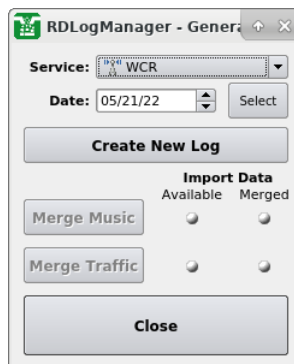 RDLogManager - Genera
Service: WCR
Date: 05/21/22 Select
Create New Log
Import Data
Available Merged
Merge Music
Merge Traffic
Close